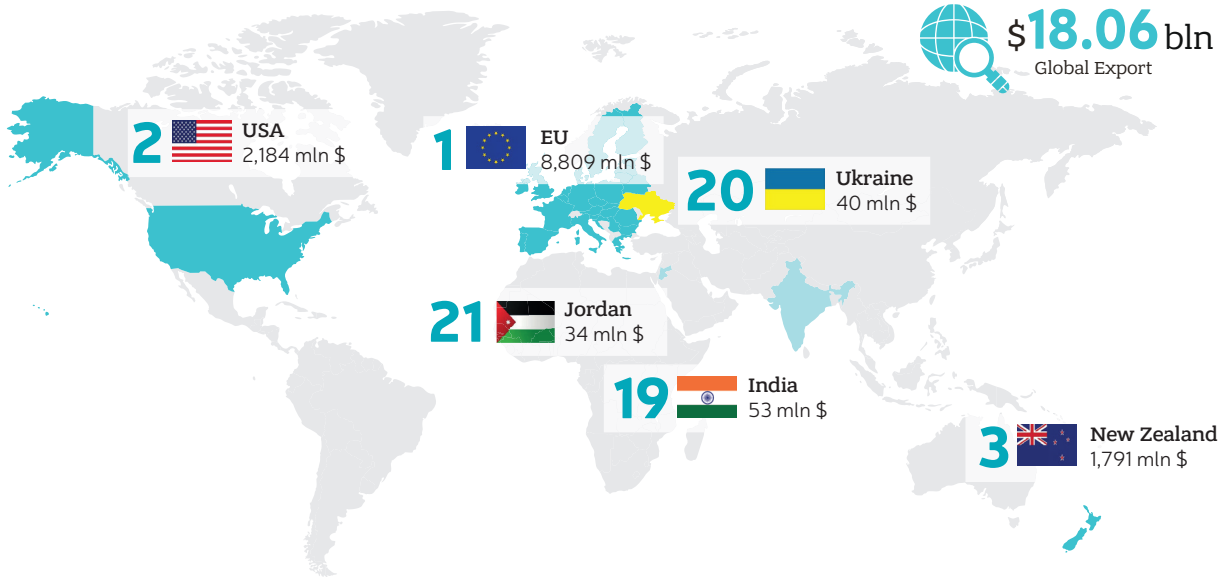 $18.06 bln
Global Export
2
USA
2,184 mln $
1
EU
8,809 mln $
20
Ukraine
40 mln $
21
Jordan
34 mln $
19
India
53 mln $
3
New Zealand
1,791 mln $